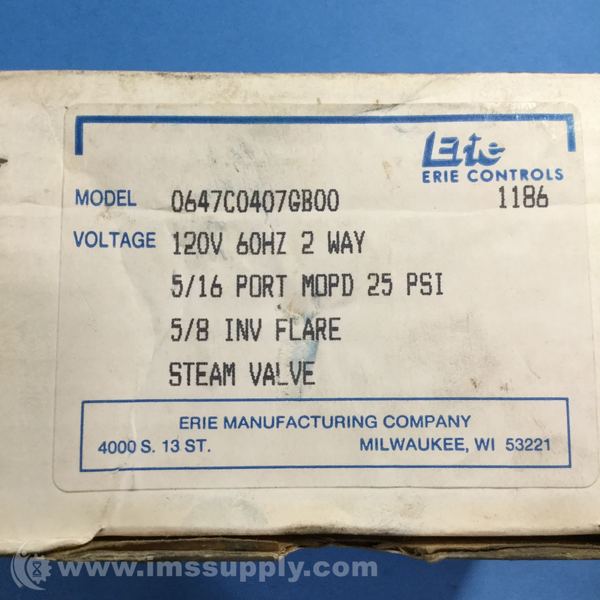 Erie
ERIE CONTROLS
MODEL 0647C0407GB00 1186
VOLTAGE 120V 60HZ 2 WAY
5/16 PORT MOPD 25 PSI
5/8 INV FLARE
STEAM VALVE
ERIE MANUFACTURING COMPANY
4000 S. 13 ST. MILWAUKEE, WI 53221
www.imssupply.com